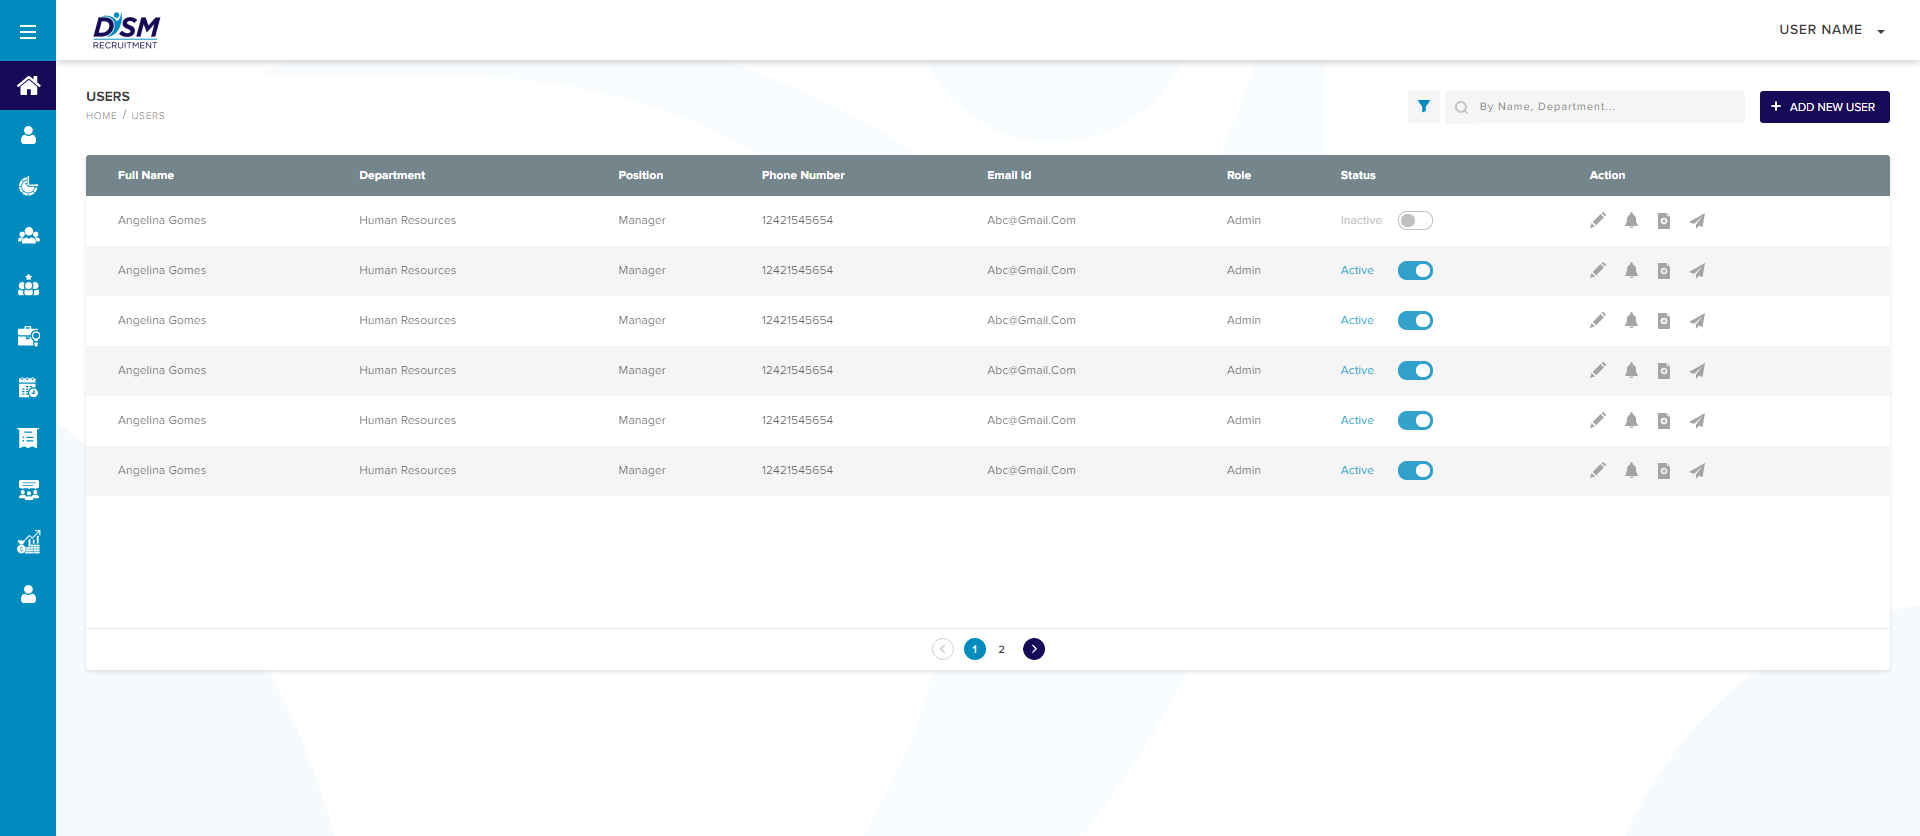 DJSM
RECRUITMENT
USER NAME
USERS
HOME / USERS
By Name, Department...
+ ADD NEW USER
Full Name Department Position Phone Number Email Id Role Status Action
Angelina Gomes Human Resources Manager 12421545654 Abc@Gmail.Com Admin Inactive
Angelina Gomes Human Resources Manager 12421545654 Abc@Gmail.Com Admin Active
Angelina Gomes Human Resources Manager 12421545654 Abc@Gmail.Com Admin Active
Angelina Gomes Human Resources Manager 12421545654 Abc@Gmail.Com Admin Active
Angelina Gomes Human Resources Manager 12421545654 Abc@Gmail.Com Admin Active
Angelina Gomes Human Resources Manager 12421545654 Abc@Gmail.Com Admin Active
1 2